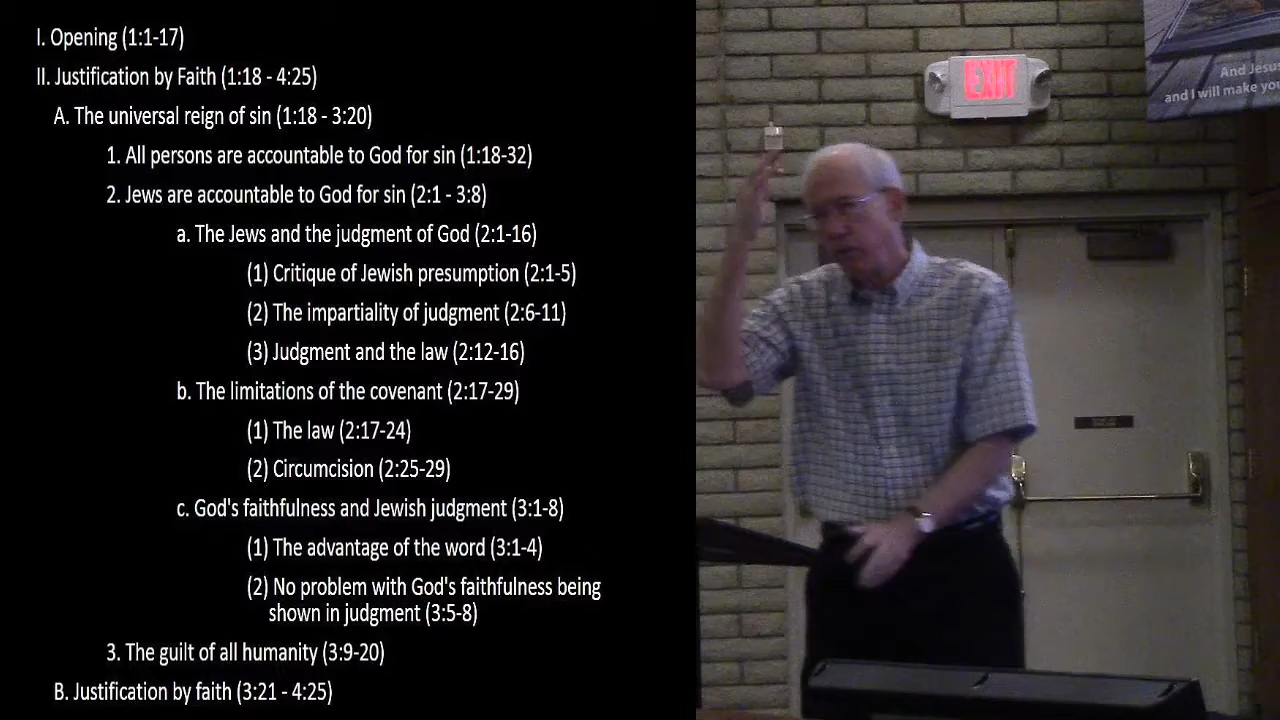 I. Opening (1:1-17)
II. Justification by Faith (1:18 - 4:25)
A. The universal reign of sin (1:18 - 3:20)
1. All persons are accountable to God for sin (1:18-32)
2. Jews are accountable to God for sin (2:1 - 3:8)
a. The Jews and the judgment of God (2:1-16)
(1) Critique of Jewish presumption (2:1-5)
(2) The impartiality of judgment (2:6-11)
(3) Judgment and the law (2:12-16)
b. The limitations of the covenant (2:17-29)
(1) The law (2:17-24)
(2) Circumcision (2:25-29)
c. God's faithfulness and Jewish judgment (3:1-8)
(1) The advantage of the word (3:1-4)
(2) No problem with God's faithfulness being
shown in judgment (3:5-8)
3. The guilt of all humanity (3:9-20)
B. Justification by faith (3:21 - 4:25)
EXIT
And Jesus
and I will make you